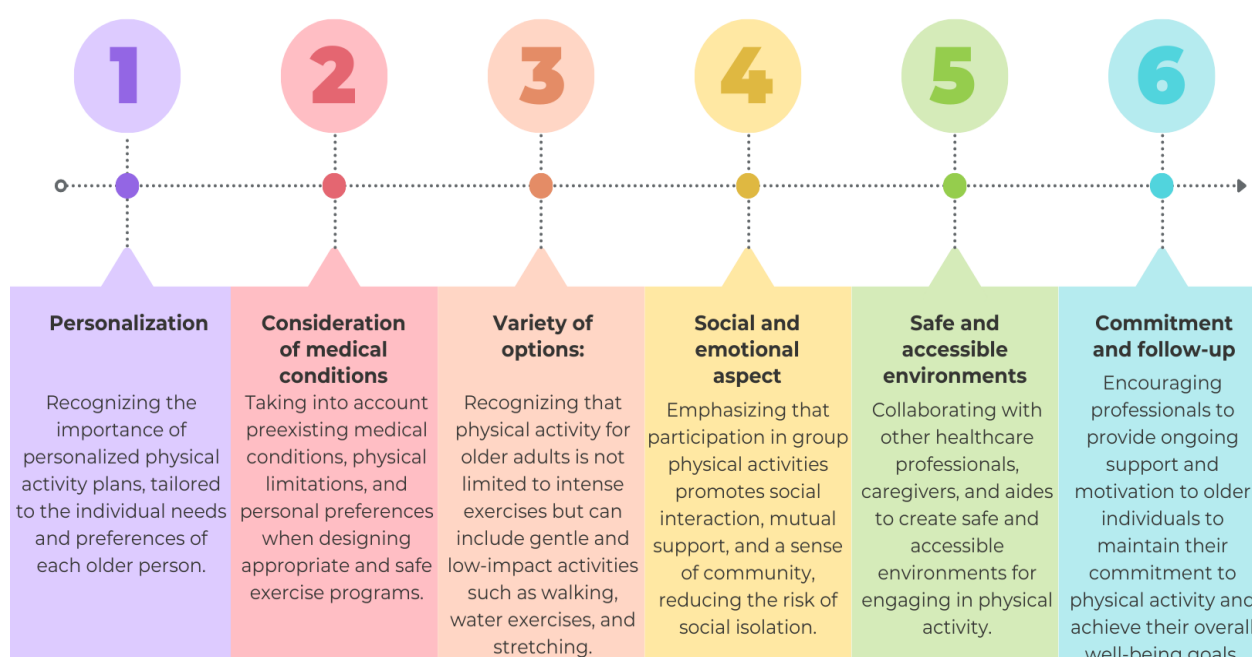 1
2
3
4
5
6
Personalization
Recognizing the
importance of
personalized physical
activity plans, tailored
to the individual needs
and preferences of
each older person.
Consideration
of medical
conditions
Taking into account
preexisting medical
conditions, physical
limitations, and
personal preferences
when designing
appropriate and safe
exercise programs.
Variety of
options:
Recognizing that
physical activity for
older adults is not
limited to intense
exercises but can
include gentle and
low-impact activities
such as walking,
water exercises, and
stretching.
Social and
emotional
aspect
Emphasizing that
participation in group
physical activities
promotes social
interaction, mutual
support, and a sense
of community,
reducing the risk of
social isolation.
Safe and
accessible
environments
Collaborating with
other healthcare
professionals,
caregivers, and aides
to create safe and
accessible
environments for
engaging in physical
activity.
Commitment
and follow-up
Encouraging
professionals to
provide ongoing
support and
motivation to older
individuals to
maintain their
commitment to
physical activity and
achieve their overall
well-being goals.